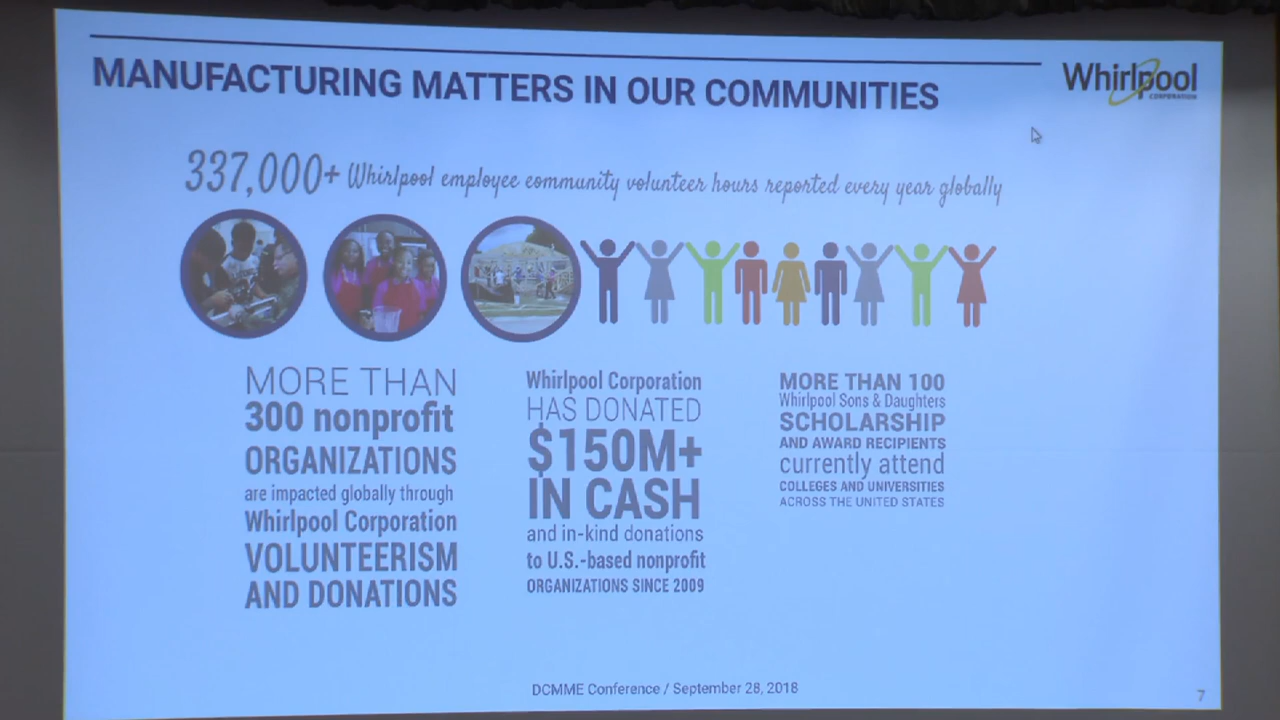 MANUFACTURING MATTERS IN OUR COMMUNITIES
Whirlpool
CORPORATION
337,000+ Whirlpool employee community volunteer hours reported every year globally
MORE THAN
300 nonprofit
ORGANIZATIONS
are impacted globally through
Whirlpool Corporation
VOLUNTEERISM
AND DONATIONS
Whirlpool Corporation
HAS DONATED
$150M+
IN CASH
and in-kind donations
to U.S.-based nonprofit
ORGANIZATIONS SINCE 2009
MORE THAN 100
Whirlpool Sons & Daughters
SCHOLARSHIP
AND AWARD RECIPIENTS
currently attend
COLLEGES AND UNIVERSITIES
ACROSS THE UNITED STATES
DCMME Conference / September 28, 2018
7